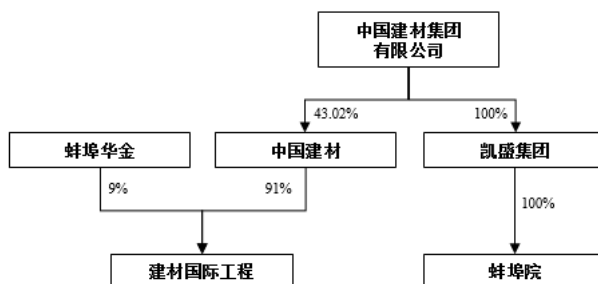 中国建材集团
有限公司
43.02%
100%
蚌埠华金
中国建材
凯盛集团
9%
91%
100%
建材国际工程
蚌埠院